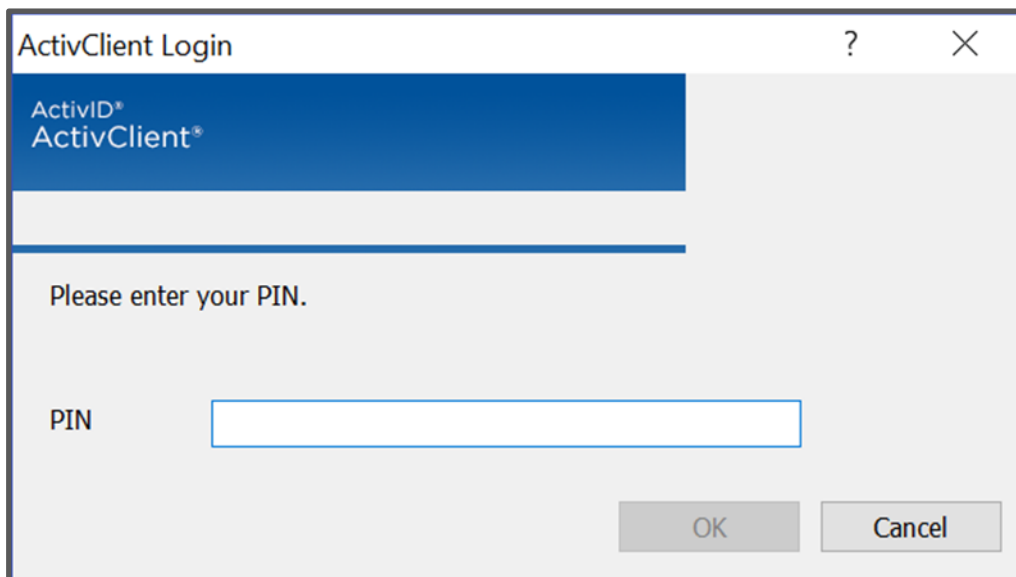 ActivClient Login ?
ActivID®
ActivClient®
Please enter your PIN.
PIN
OK Cancel